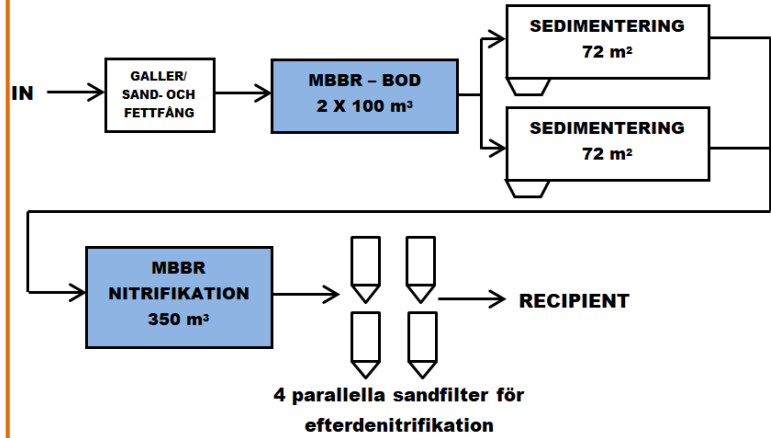 IN
GALLER/
SAND- OCH
FETTFÅNG
MBBR – BOD
2 X 100 m³
SEDIMENTERING
72 m²
SEDIMENTERING
72 m²
MBBR
NITRIFIKATION
350 m³
RECIPIENT
4 parallella sandfilter för
efterdenitrifikation